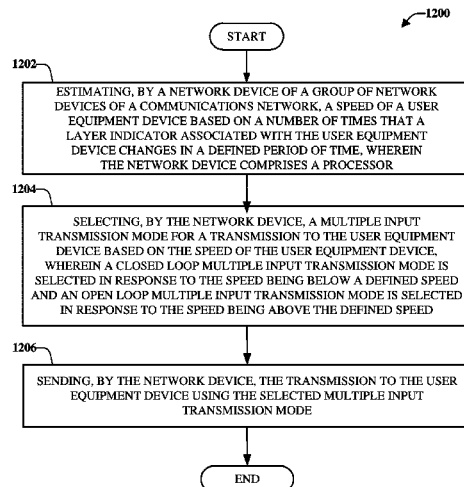 1200
START
1202
ESTIMATING, BY A NETWORK DEVICE OF A GROUP OF NETWORK
DEVICES OF A COMMUNICATIONS NETWORK, A SPEED OF A USER
EQUIPMENT DEVICE BASED ON A NUMBER OF TIMES THAT A
LAYER INDICATOR ASSOCIATED WITH THE USER EQUIPMENT
DEVICE CHANGES IN A DEFINED PERIOD OF TIME, WHEREIN
THE NETWORK DEVICE COMPRISES A PROCESSOR
1204
SELECTING, BY THE NETWORK DEVICE, A MULTIPLE INPUT
TRANSMISSION MODE FOR A TRANSMISSION TO THE USER EQUIPMENT
DEVICE BASED ON THE SPEED OF THE USER EQUIPMENT DEVICE,
WHEREIN A CLOSED LOOP MULTIPLE INPUT TRANSMISSION MODE IS
SELECTED IN RESPONSE TO THE SPEED BEING BELOW A DEFINED SPEED
AND AN OPEN LOOP MULTIPLE INPUT TRANSMISSION MODE IS SELECTED
IN RESPONSE TO THE SPEED BEING ABOVE THE DEFINED SPEED
1206
SENDING, BY THE NETWORK DEVICE, THE TRANSMISSION TO THE USER
EQUIPMENT DEVICE USING THE SELECTED MULTIPLE INPUT
TRANSMISSION MODE
END